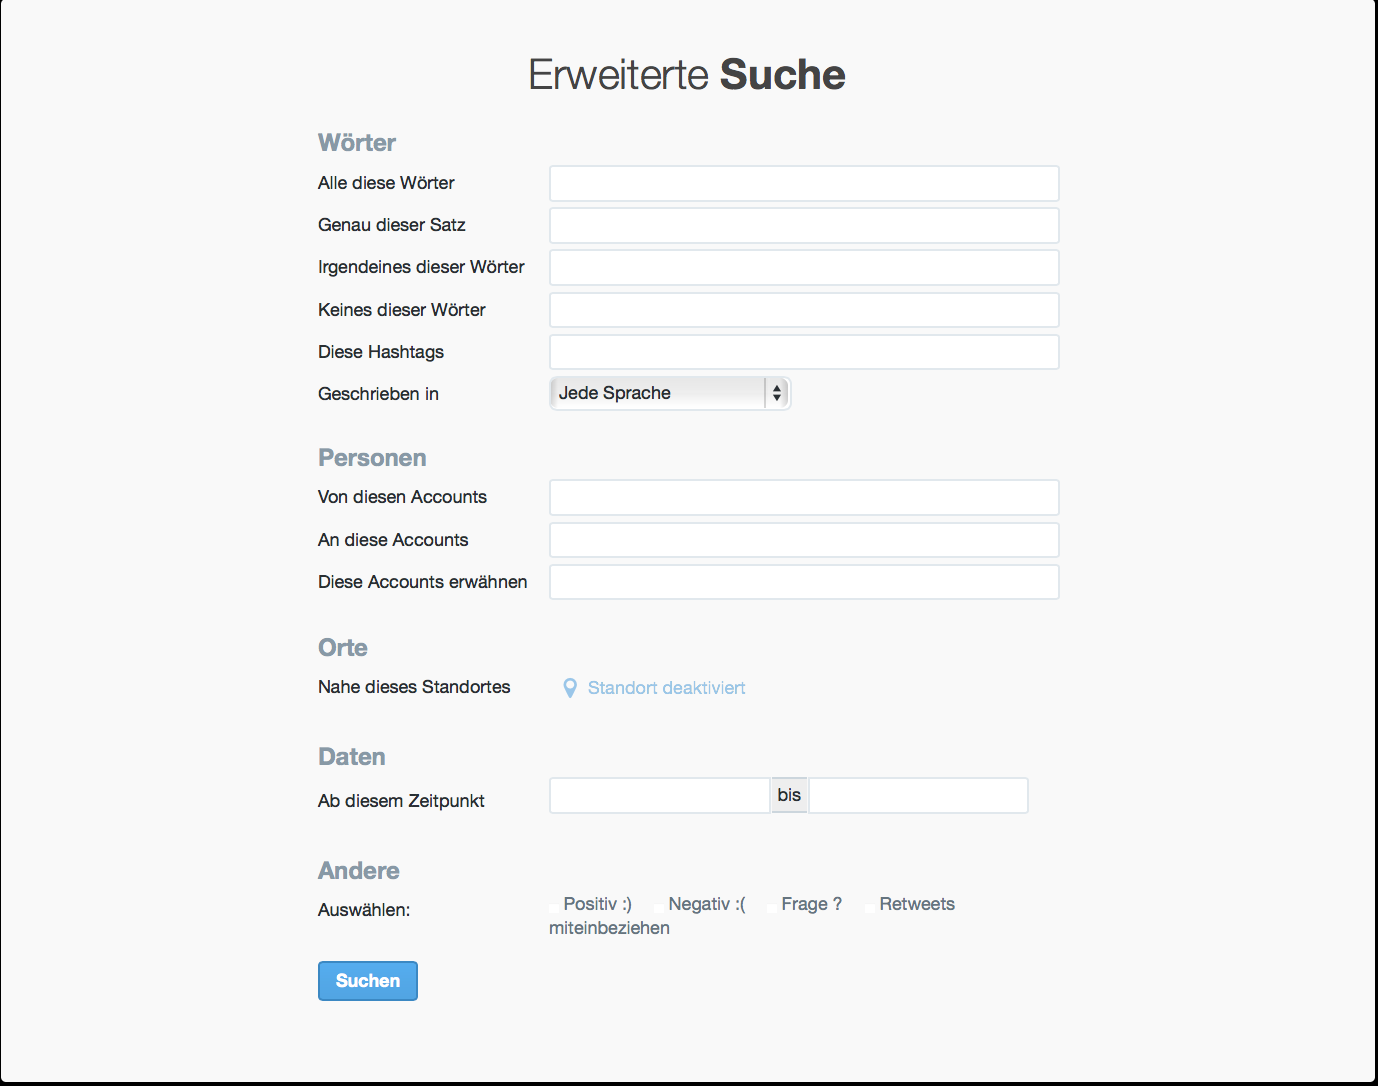 Erweiterte Suche
Wörter
Alle diese Wörter
Genau dieser Satz
Irgendeines dieser Wörter
Keines dieser Wörter
Diese Hashtags
Geschrieben in Jede Sprache
Personen
Von diesen Accounts
An diese Accounts
Diese Accounts erwähnen
Orte
Nahe dieses Standortes Standort deaktiviert
Daten
Ab diesem Zeitpunkt bis
Andere
Auswählen: Positiv :) Negativ :( Frage ? Retweets
miteinbeziehen
Suchen